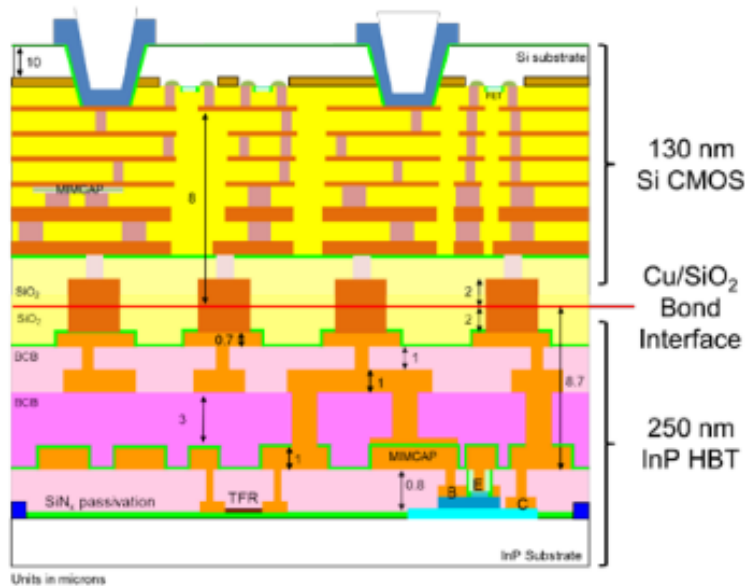 10
Si substrate
FET
130 nm
Si CMOS
MIMCAP
8
SiO₂
SiO₂
2
2
Cu/SiO₂
Bond
Interface
0.7
BCB
1
1
8.7
BCB
3
1
MIMCAP
250 nm
InP HBT
SiNₓ passivation
TFR
0.8
B
E
C
InP Substrate
Units in microns